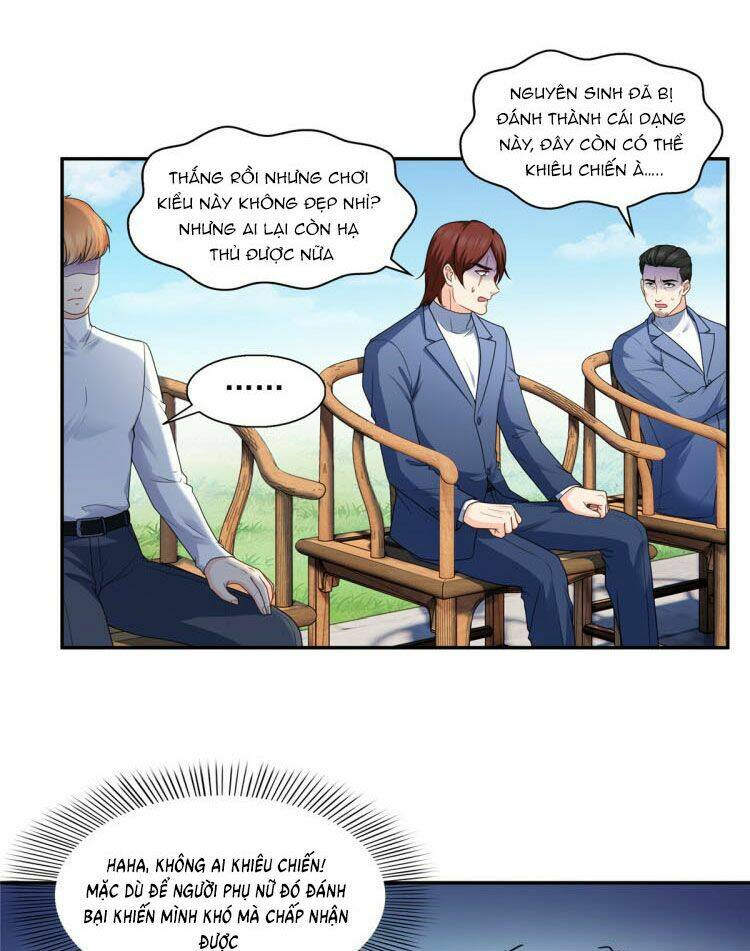 NGUYÊN SINH ĐÃ BỊ
ĐÁNH THÀNH CÁI DẠNG
NÀY, ĐÂY CÒN CÓ THỂ
KHIÊU CHIẾN À.....
THẮNG RỒI NHƯNG CHƠI
KIỂU NÀY KHÔNG ĐẸP NHỈ?
NHƯNG AI LẠI CÒN HẠ
THỦ ĐƯỢC NỮA
......
HAHA, KHÔNG AI KHIÊU CHIẾN!
MẶC DÙ ĐỂ NGƯỜI PHỤ NỮ ĐÓ ĐÁNH
BẠI KHIẾN MÌNH KHÓ MÀ CHẤP NHẬN
ĐƯỢC